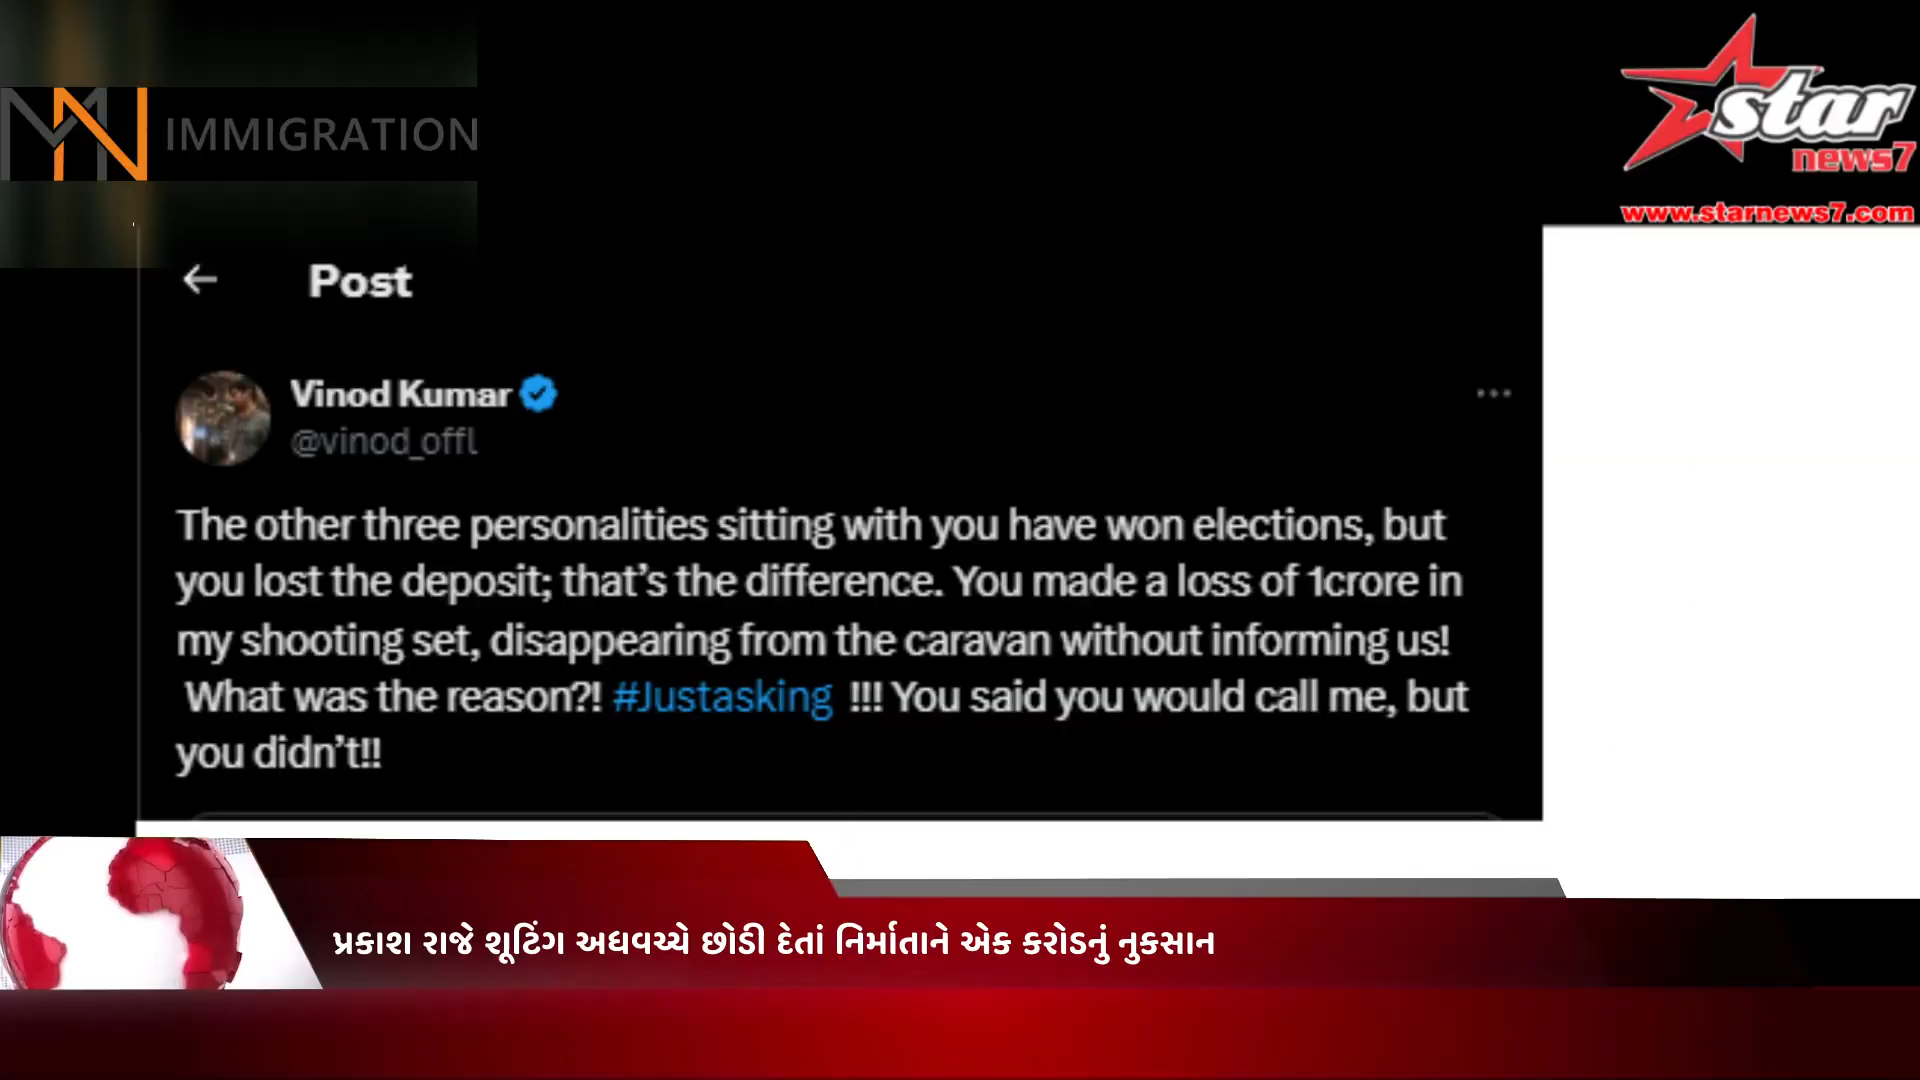 MN IMMIGRATION
star
news7
www.starnews7.com
Post
Vinod Kumar
@vinod_offl
The other three personalities sitting with you have won elections, but
you lost the deposit; that’s the difference. You made a loss of 1crore in
my shooting set, disappearing from the caravan without informing us!
What was the reason?! #Justasking !!! You said you would call me, but
you didn’t!!
પ્રકાશ રાજે શૂટિંગ અધવચ્ચે છોડી દેતાં નિર્માતાને એક કરોડનું નુકસાન